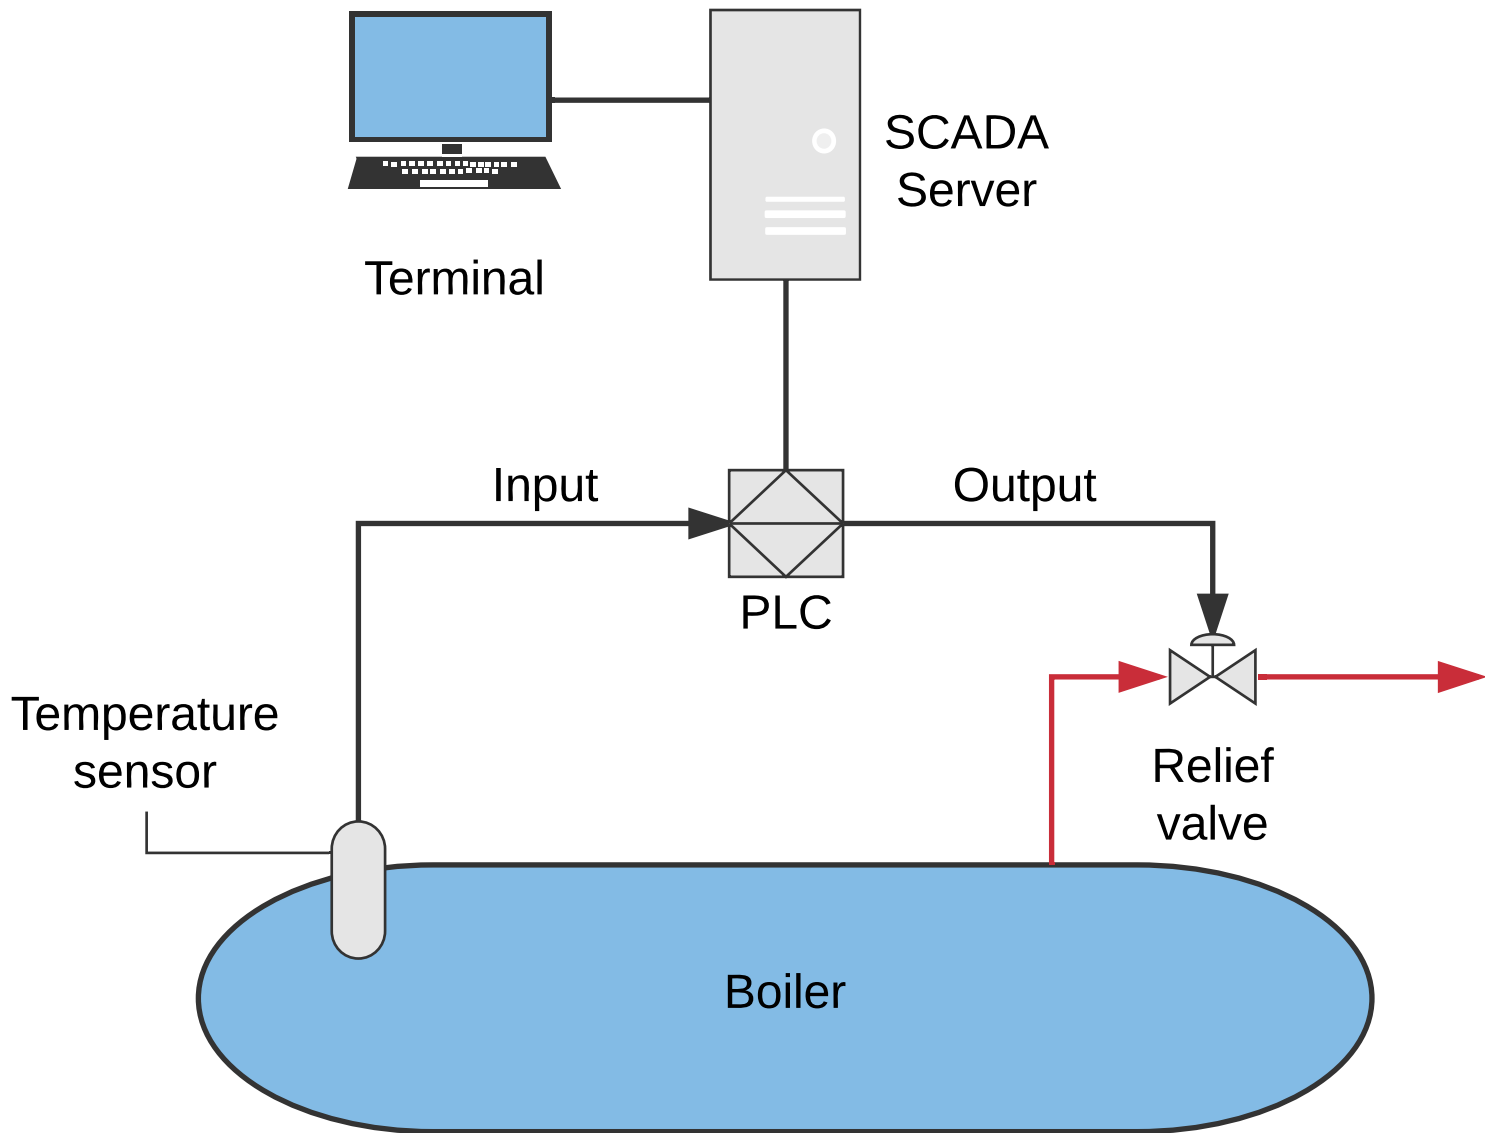 SCADA
Server
Terminal
Input
Output
PLC
Temperature
sensor
Relief
valve
Boiler